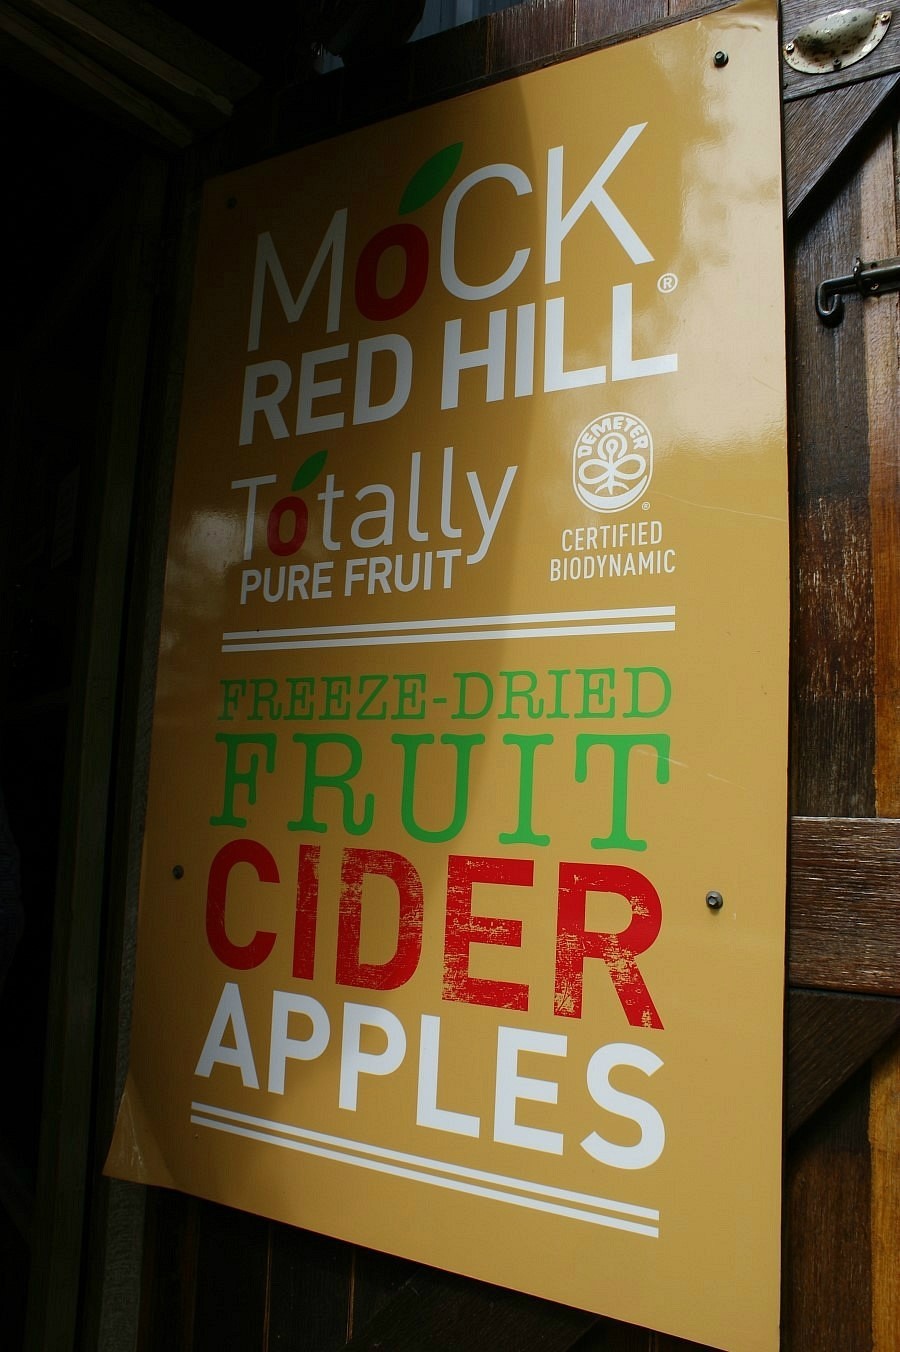 MoCK
RED HILL®
Totally
PURE FRUIT
DEMETER
®
CERTIFIED
BIODYNAMIC
FREEZE-DRIED
FRUIT
CIDER
APPLES